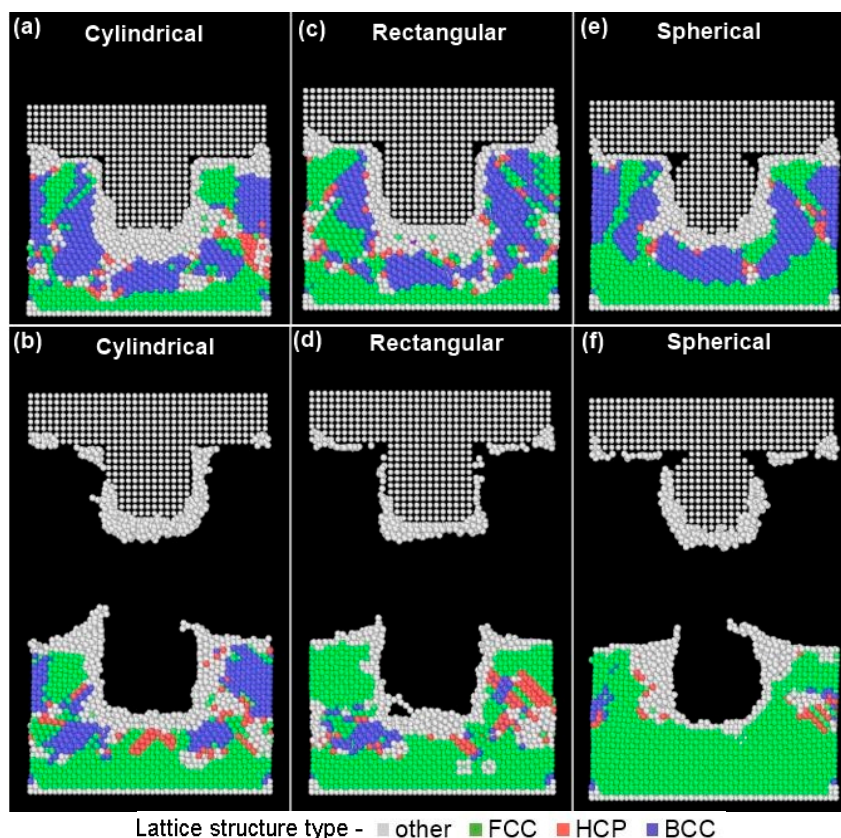 (a) Cylindrical
(c) Rectangular
(e) Spherical
(b) Cylindrical
(d) Rectangular
(f) Spherical
Lattice structure type - other FCC HCP BCC